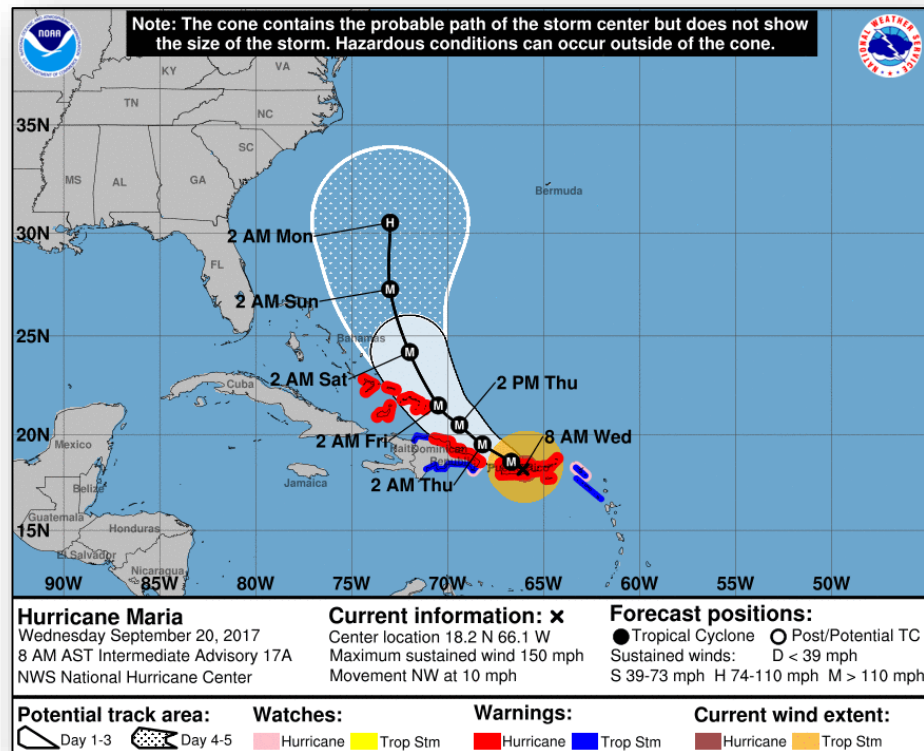 Note: The cone contains the probable path of the storm center but does not show
the size of the storm. Hazardous conditions can occur outside of the cone.
NOAA
VA
KY
TN
NC
35N
SC
MS
AL
GA
Bermuda
2 AM Mon
30N
FL
2 AM Sun
25N
Bahamas
2 AM Sat
2 PM Thu
Cuba
2 AM Fri
8 AM Wed
20N
Mexico
Haiti
Dominican
2 AM Thu
Jamaica
Belize
Guatemala
Honduras
15N
El Salvador
Nicaragua
90W 85W 80W 75W 70W 65W 60W 55W 50W
Hurricane Maria
Wednesday September 20, 2017
8 AM AST Intermediate Advisory 17A
NWS National Hurricane Center
Current information: x
Center location 18.2 N 66.1 W
Maximum sustained wind 150 mph
Movement NW at 10 mph
Forecast positions:
Tropical Cyclone Post/Potential TC
Sustained winds: D < 39 mph
S 39-73 mph H 74-110 mph M > 110 mph
Potential track area:
Day 1-3 Day 4-5
Watches:
Hurricane Trop Stm
Warnings:
Hurricane Trop Stm
Current wind extent:
Hurricane Trop Stm